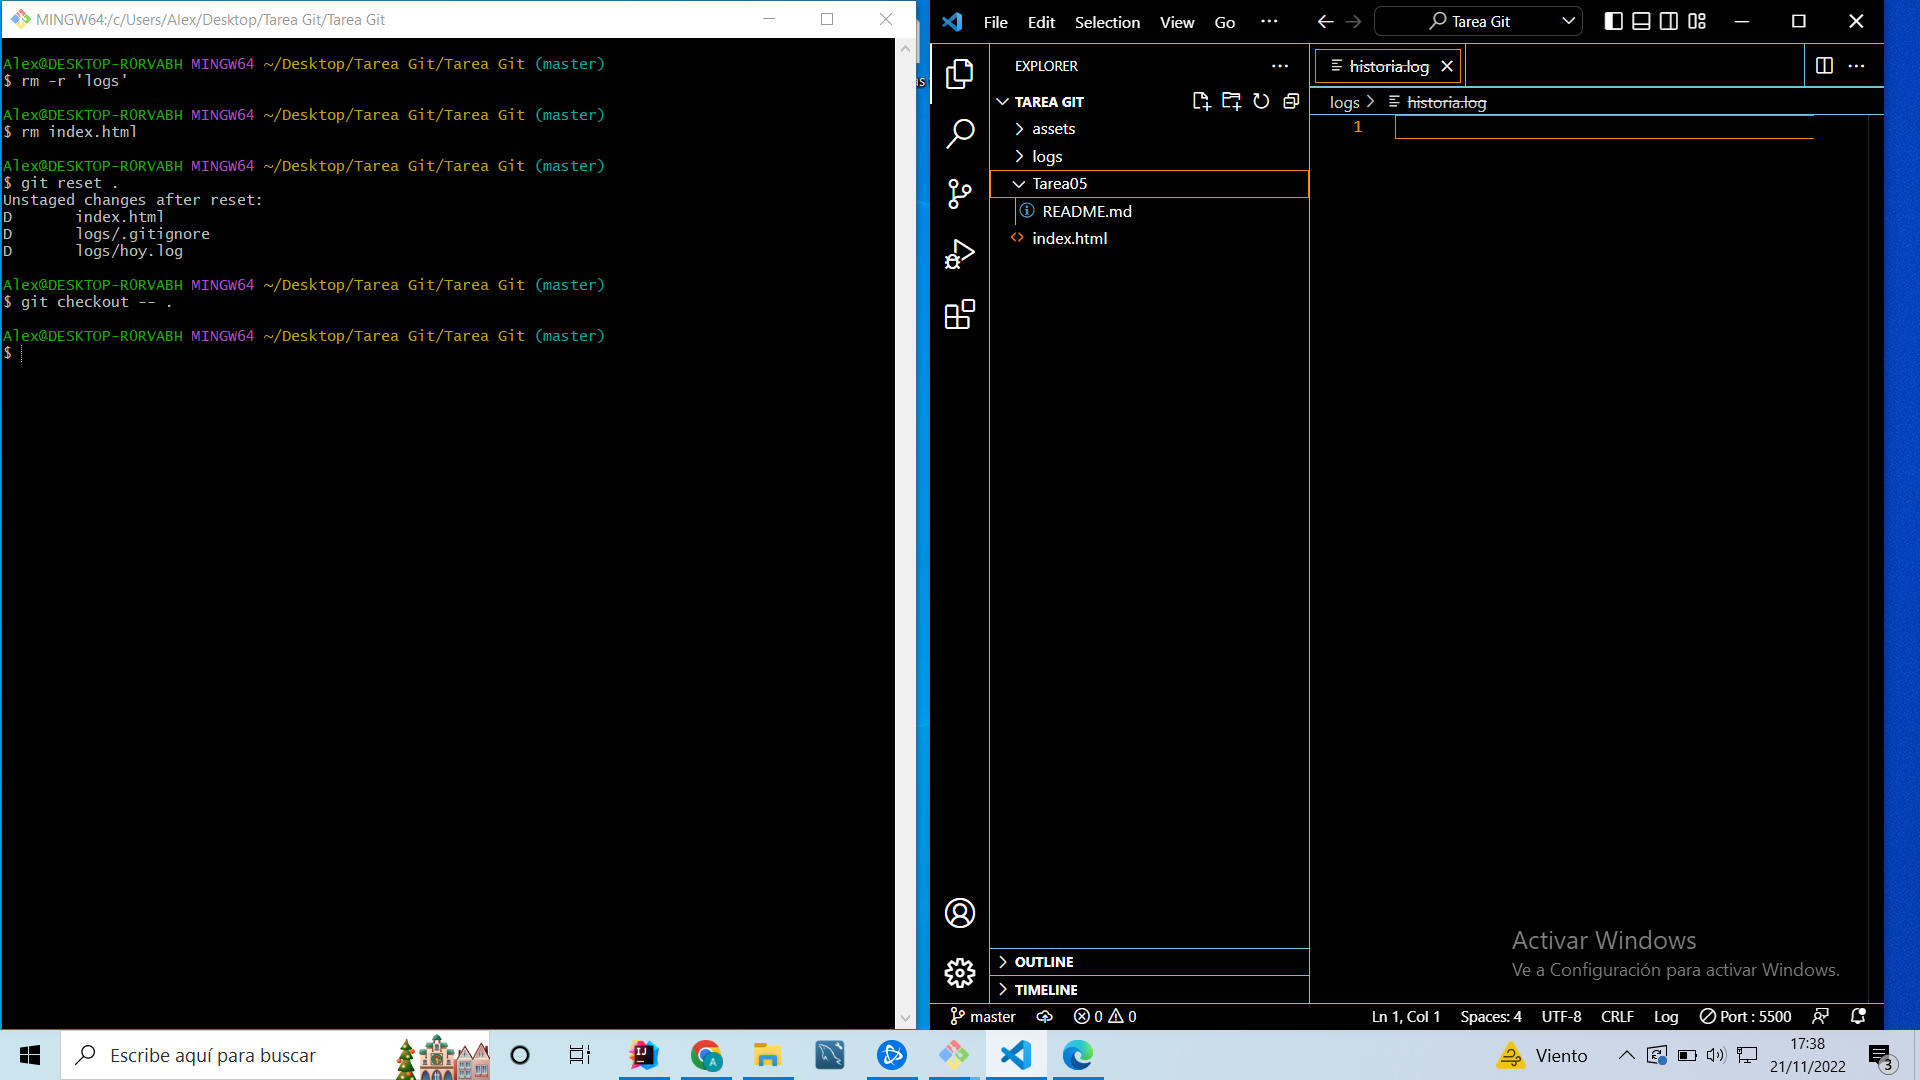 MINGW64:/c/Users/Alex/Desktop/Tarea Git/Tarea Git
Alex@DESKTOP-RORVABH MINGW64 ~/Desktop/Tarea Git/Tarea Git (master)
$ rm -r 'logs'
Alex@DESKTOP-RORVABH MINGW64 ~/Desktop/Tarea Git/Tarea Git (master)
$ rm index.html
Alex@DESKTOP-RORVABH MINGW64 ~/Desktop/Tarea Git/Tarea Git (master)
$ git reset .
Unstaged changes after reset:
D index.html
D logs/.gitignore
D logs/hoy.log
Alex@DESKTOP-RORVABH MINGW64 ~/Desktop/Tarea Git/Tarea Git (master)
$ git checkout -- .
Alex@DESKTOP-RORVABH MINGW64 ~/Desktop/Tarea Git/Tarea Git (master)
$
as
File Edit Selection View Go ··· Tarea Git
EXPLORER
TAREA GIT
assets
logs
Tarea05
README.md
index.html
OUTLINE
TIMELINE
historia.log
logs > historia.log
1
Activar Windows
Ve a Configuración para activar Windows.
master 0 0 Ln 1, Col 1 Spaces: 4 UTF-8 CRLF Log Port : 5500
Escribe aquí para buscar
IJ
A
Viento
17:38
21/11/2022
3